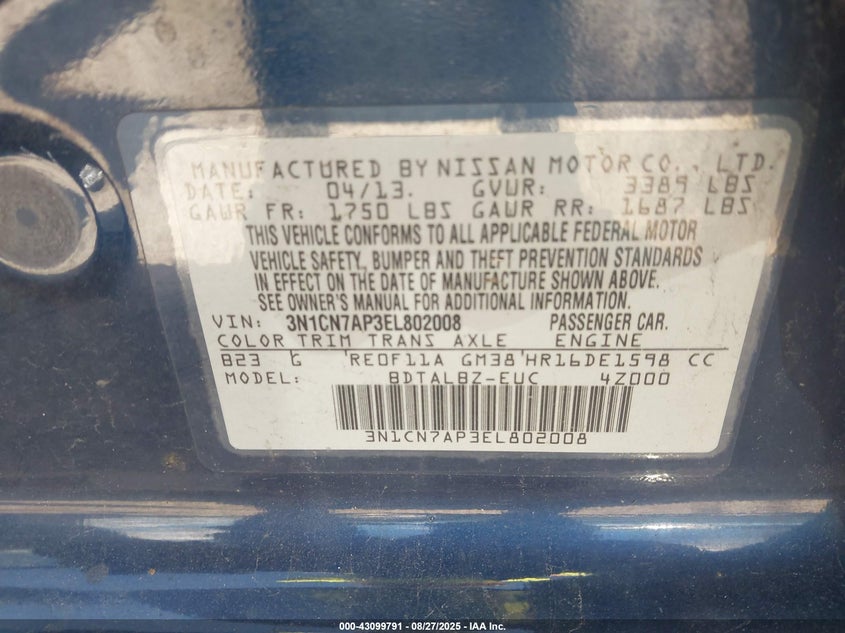 MANUFACTURED BY NISSAN MOTOR CO., LTD.
DATE: 04/13. GVWR: 3389 LBS
GAWR FR: 1750 LBS GAWR RR: 1687 LBS
THIS VEHICLE CONFORMS TO ALL APPLICABLE FEDERAL MOTOR
VEHICLE SAFETY, BUMPER AND THEFT PREVENTION STANDARDS
IN EFFECT ON THE DATE OF MANUFACTURE SHOWN ABOVE.
SEE OWNER'S MANUAL FOR ADDITIONAL INFORMATION.
VIN: 3N1CN7AP3EL802008 PASSENGER CAR.
COLOR TRIM TRANS AXLE ENGINE
B23 G RE0F11A GM38 HR16DE1598 CC
MODEL: BDTALBZ-EUC 4Z000
3N1CN7AP3EL802008
000-43099791 - 08/27/2025 - IAA Inc.